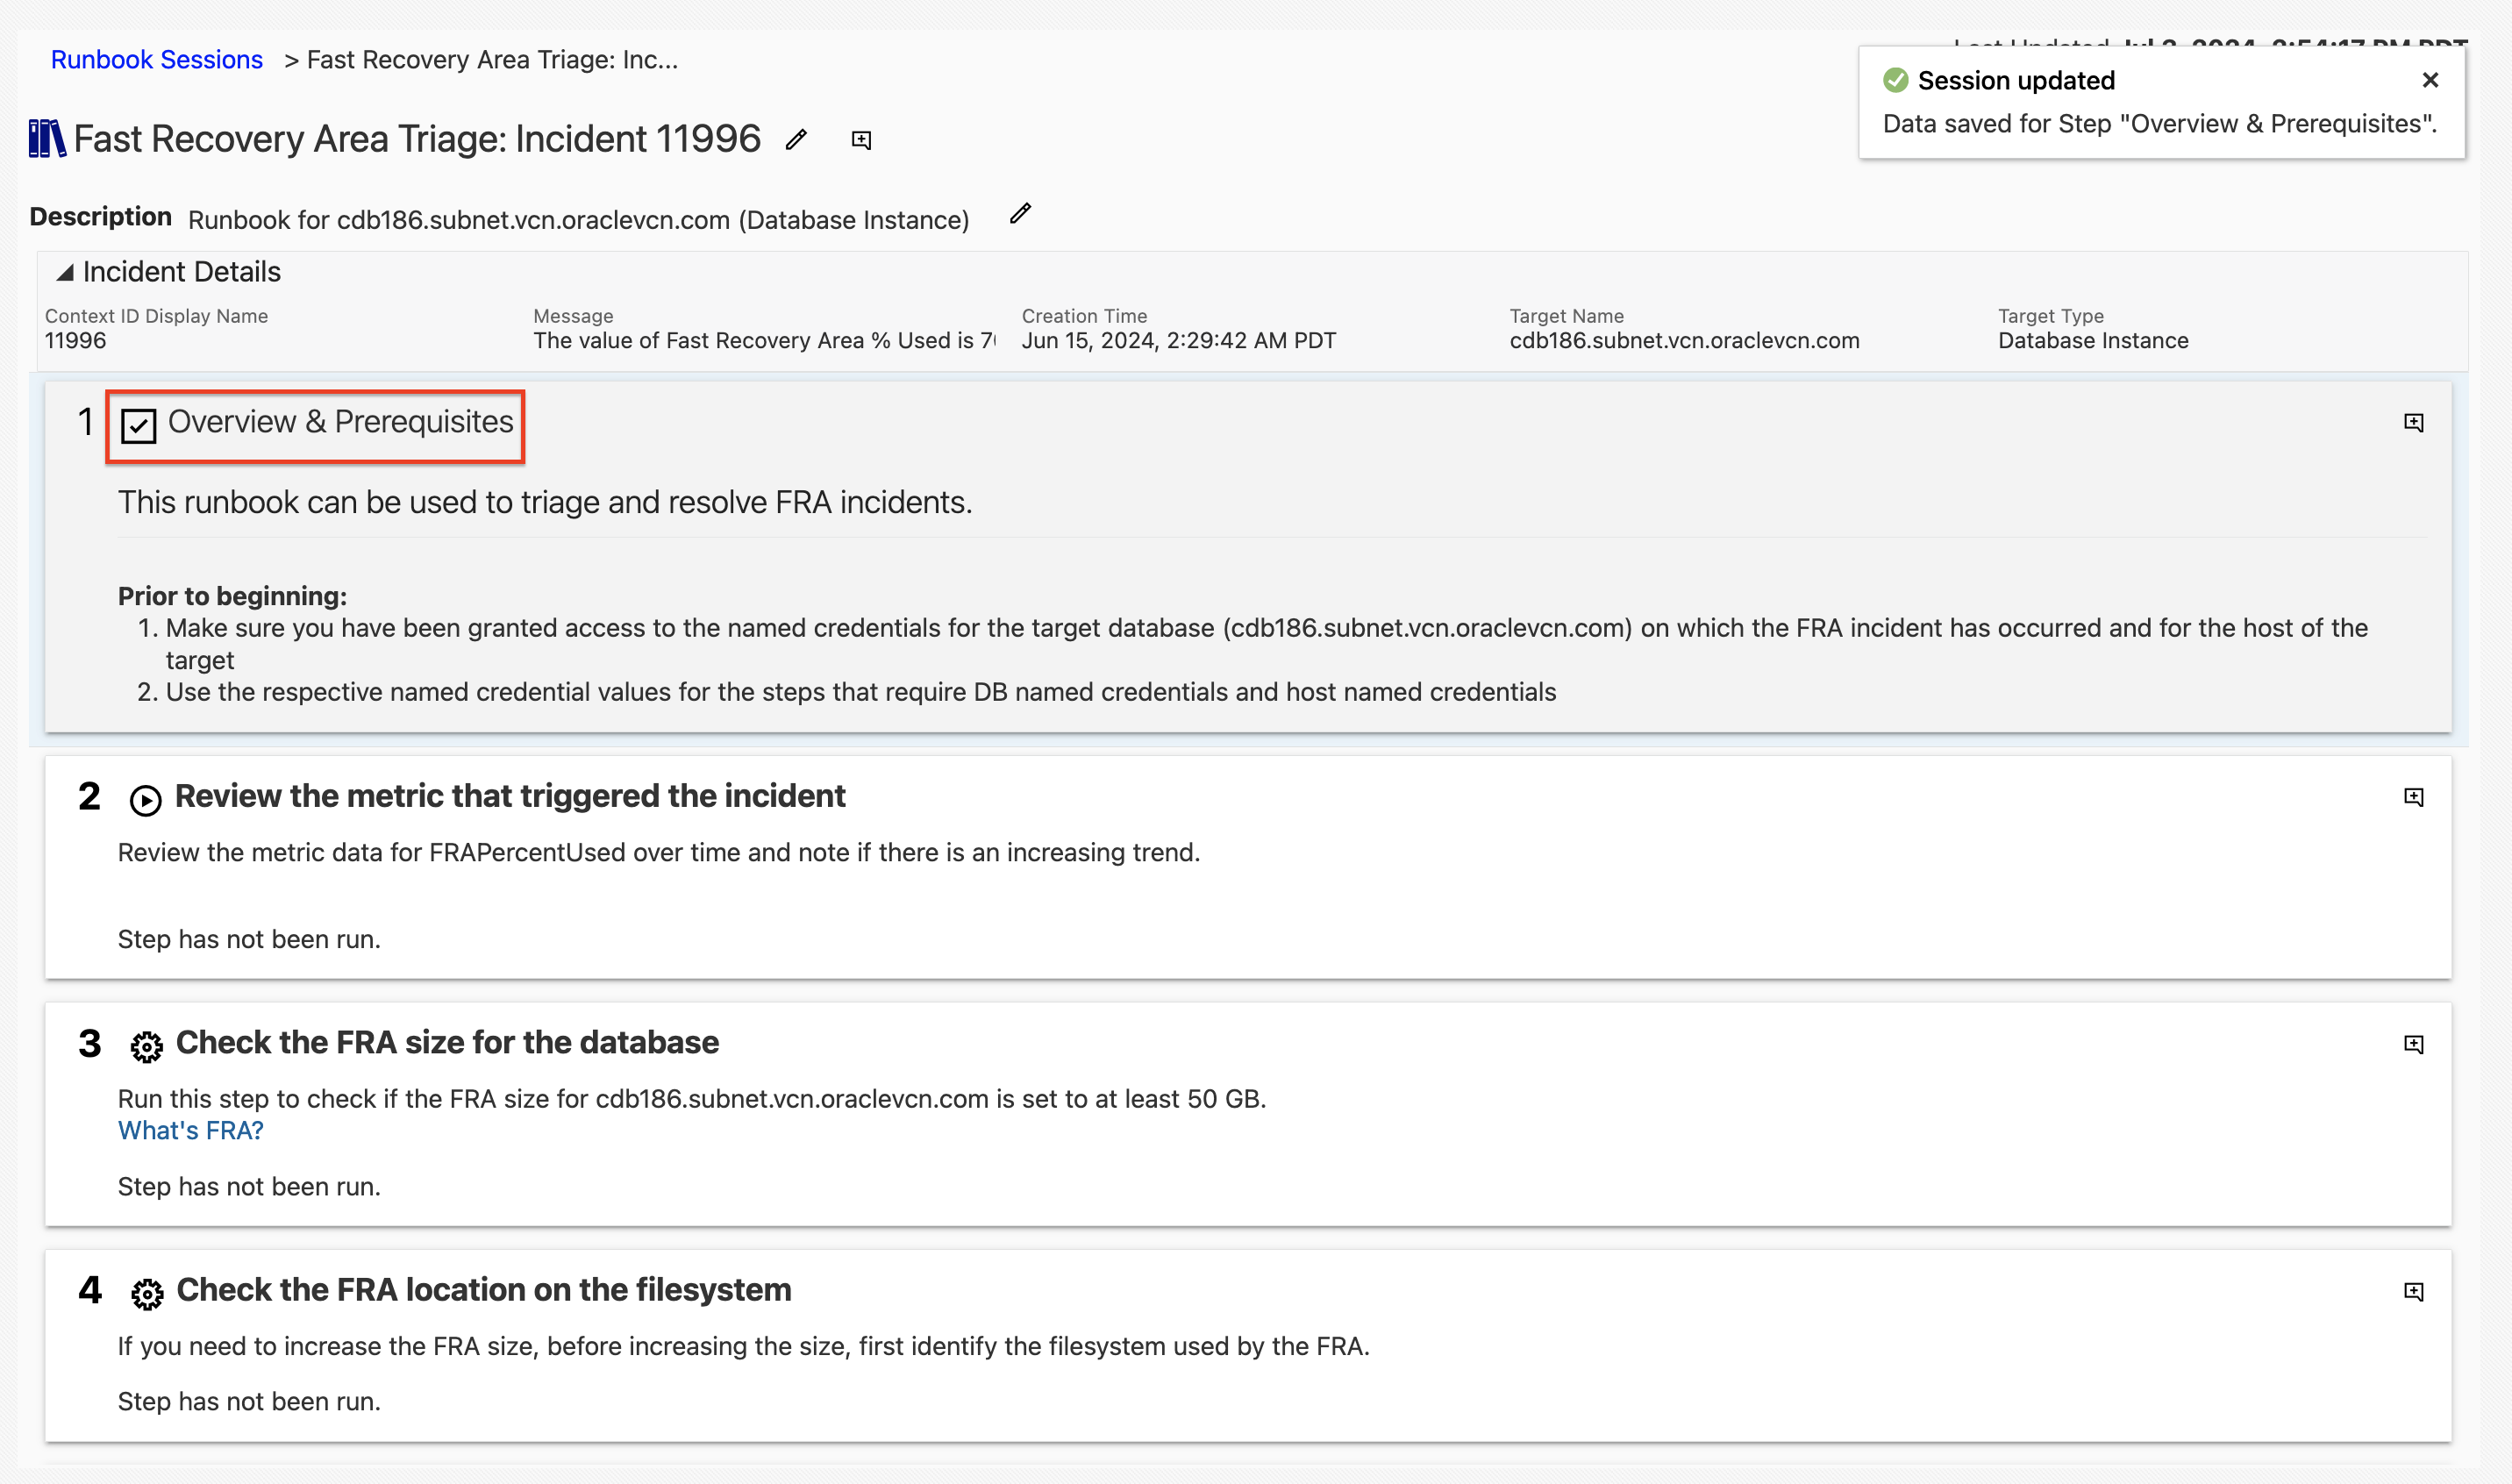 Runbook Sessions > Fast Recovery Area Triage: Inc...
Session updated
Data saved for Step "Overview & Prerequisites".
Fast Recovery Area Triage: Incident 11996
Description Runbook for cdb186.subnet.vcn.oraclevcn.com (Database Instance)
Incident Details
Context ID Display Name Message Creation Time Target Name Target Type
11996 The value of Fast Recovery Area % Used is Jun 15, 2024, 2:29:42 AM PDT cdb186.subnet.vcn.oraclevcn.com Database Instance
1 Overview & Prerequisites
This runbook can be used to triage and resolve FRA incidents.
Prior to beginning:
1. Make sure you have been granted access to the named credentials for the target database (cdb186.subnet.vcn.oraclevcn.com) on which the FRA incident has occurred and for the host of the
target
2. Use the respective named credential values for the steps that require DB named credentials and host named credentials
2 Review the metric that triggered the incident
Review the metric data for FRAPercentUsed over time and note if there is an increasing trend.
Step has not been run.
3 Check the FRA size for the database
Run this step to check if the FRA size for cdb186.subnet.vcn.oraclevcn.com is set to at least 50 GB.
What's FRA?
Step has not been run.
4 Check the FRA location on the filesystem
If you need to increase the FRA size, before increasing the size, first identify the filesystem used by the FRA.
Step has not been run.